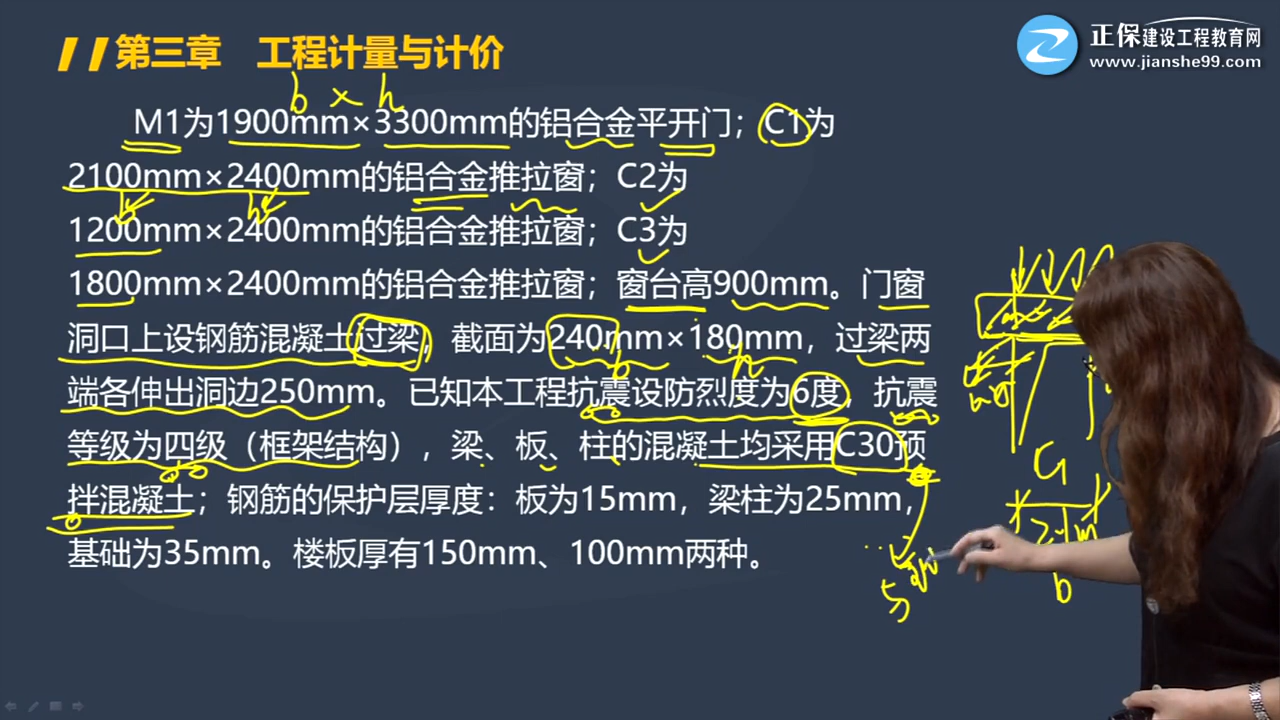 第三章 工程计量与计价
正保建设工程教育网
www.jianshe99.com
b × h
M1为1900mm×3300mm的铝合金平开门；C1为
2100mm×2400mm的铝合金推拉窗；C2为
b h
1200mm×2400mm的铝合金推拉窗；C3为
1800mm×2400mm的铝合金推拉窗；窗台高900mm。门窗
洞口上设钢筋混凝土过梁，截面为240mm×180mm，过梁两
b h
端各伸出洞边250mm。已知本工程抗震设防烈度为6度，抗震
等级为四级（框架结构），梁、板、柱的混凝土均采用C30预
拌混凝土；钢筋的保护层厚度：板为15mm，梁柱为25mm，
C1
2.1m
b
基础为35mm。楼板厚有150mm、100mm两种。